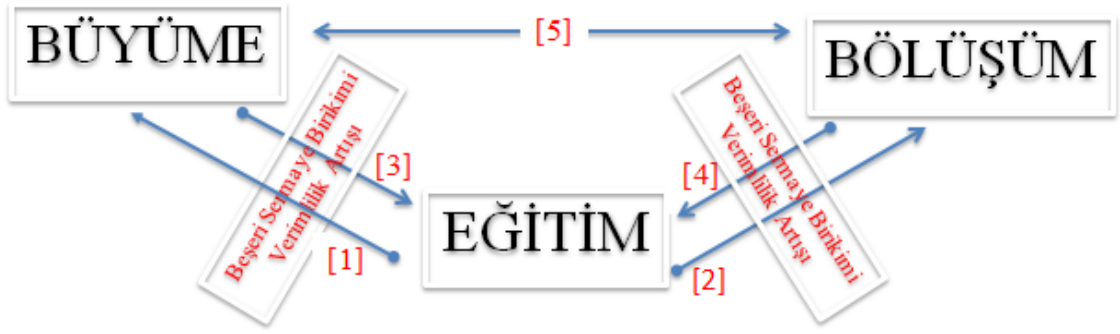 BÜYÜME
[5]
BÖLÜŞÜM
Beşeri Sermaye Birikimi
Verimlilik Artışı
[3]
[1]
EĞİTİM
[4]
[2]
Beşeri Sermaye Birikimi
Verimlilik Artışı